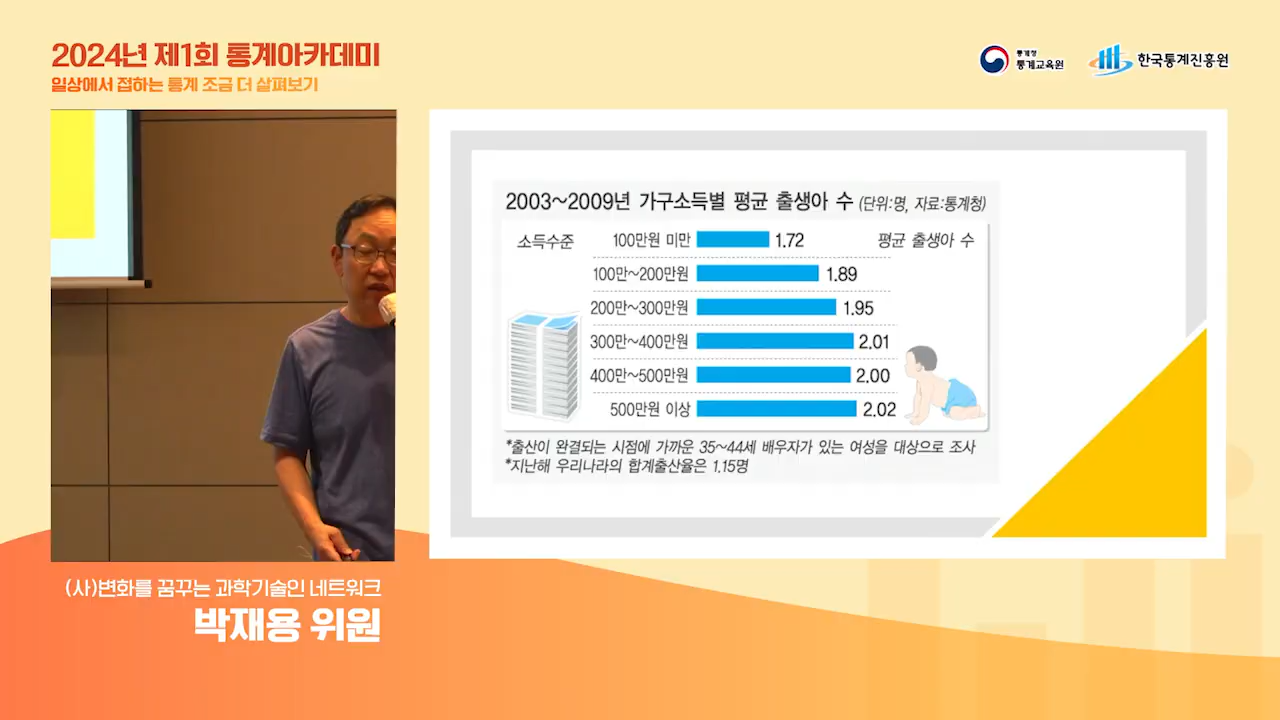 2024년 제1회 통계아카데미
일상에서 접하는 통계 조금 더 살펴보기
통계청
통계교육원
한국통계진흥원
2003~2009년 가구소득별 평균 출생아 수 (단위:명, 자료:통계청)
소득수준 100만원 미만 1.72 평균 출생아 수
100만~200만원 1.89
200만~300만원 1.95
300만~400만원 2.01
400만~500만원 2.00
500만원 이상 2.02
*출산이 완결되는 시점에 가까운 35~44세 배우자가 있는 여성을 대상으로 조사
*지난해 우리나라의 합계출산율은 1.15명
(사)변화를 꿈꾸는 과학기술인 네트워크
박재용 위원